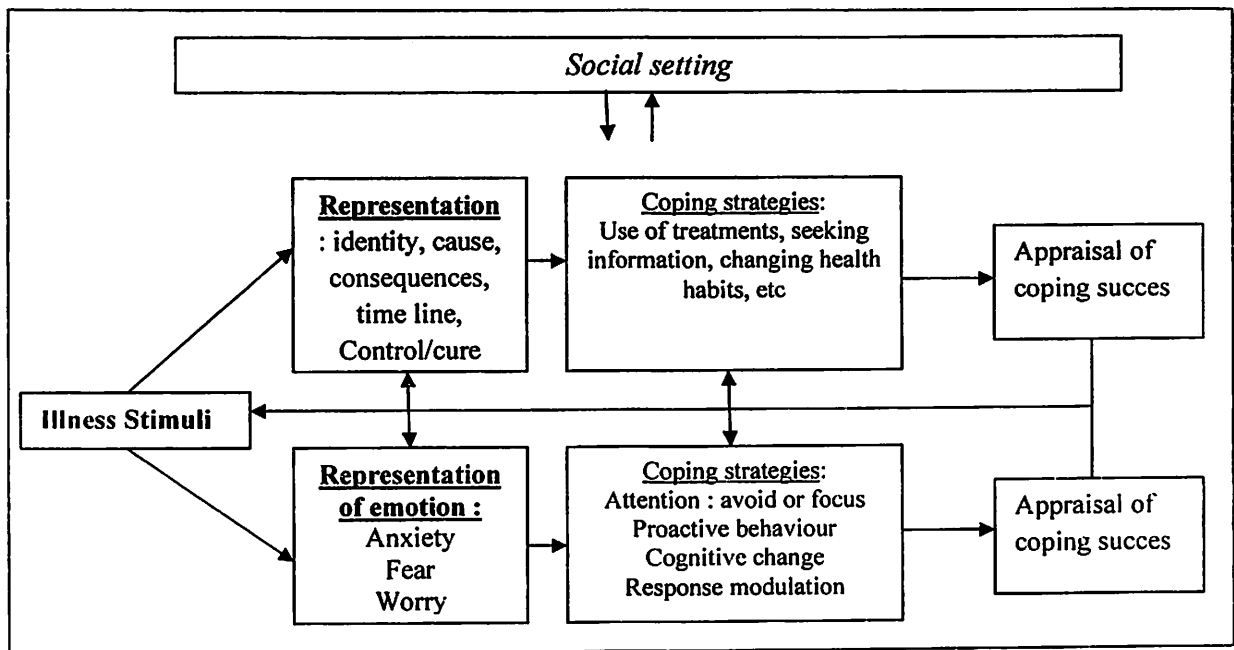 Social setting
Representation
: identity, cause,
consequences,
time line,
Control/cure
Coping strategies:
Use of treatments, seeking
information, changing health
habits, etc
Appraisal of
coping succes
Illness Stimuli
Representation
of emotion :
Anxiety
Fear
Worry
Coping strategies:
Attention : avoid or focus
Proactive behaviour
Cognitive change
Response modulation
Appraisal of
coping succes